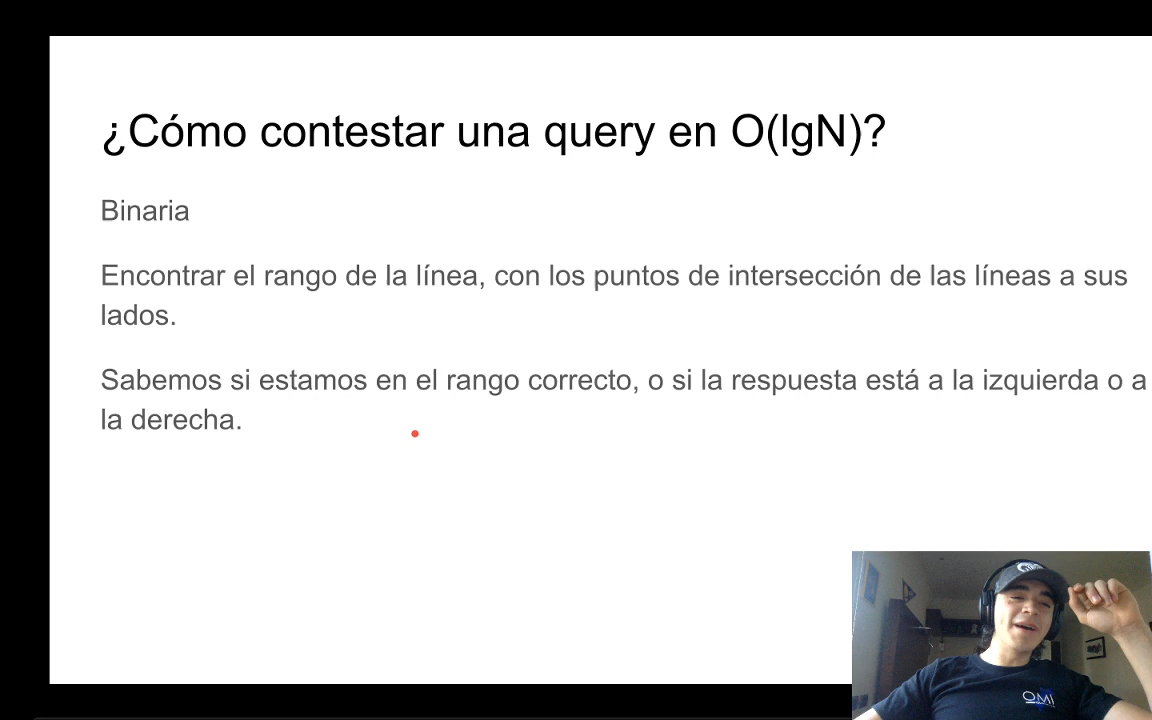 ¿Cómo contestar una query en O(lgN)?
Binaria
Encontrar el rango de la línea, con los puntos de intersección de las líneas a sus
lados.
Sabemos si estamos en el rango correcto, o si la respuesta está a la izquierda o a
la derecha.
OMI